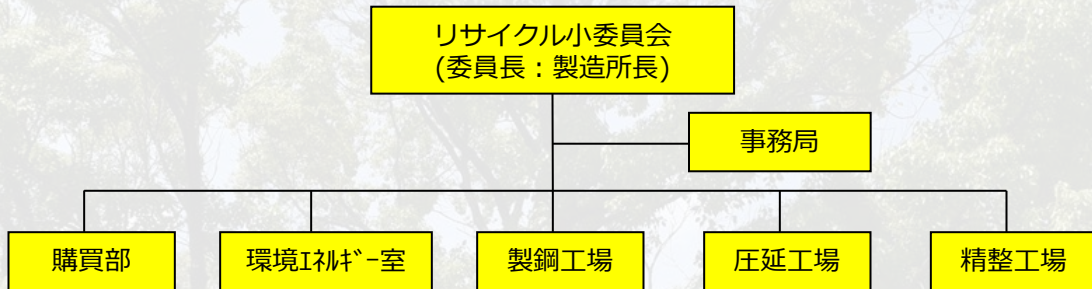 リサイクル小委員会
(委員長：製造所長)
事務局
購買部
環境ｴﾈﾙｷﾞｰ室
製鋼工場
圧延工場
精整工場